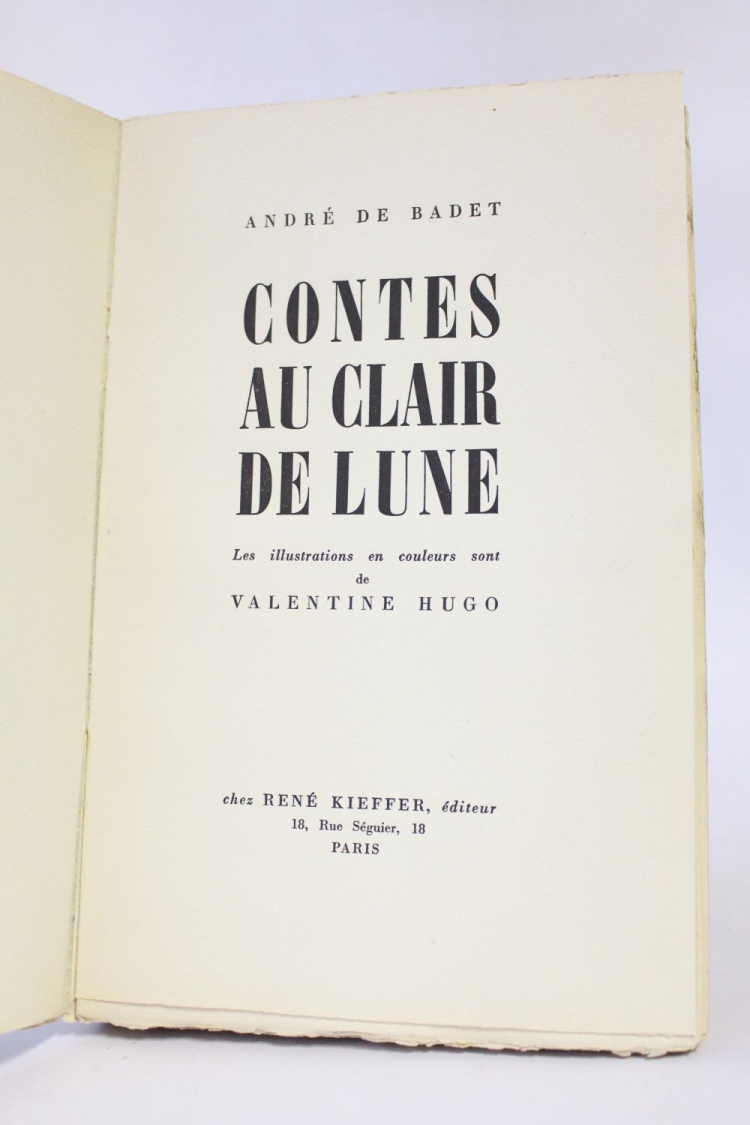 ANDRÉ DE BADET
CONTES
AU CLAIR
DE LUNE
Les illustrations en couleurs sont
de
VALENTINE HUGO
chez RENÉ KIEFFER, éditeur
18, Rue Séguier, 18
PARIS